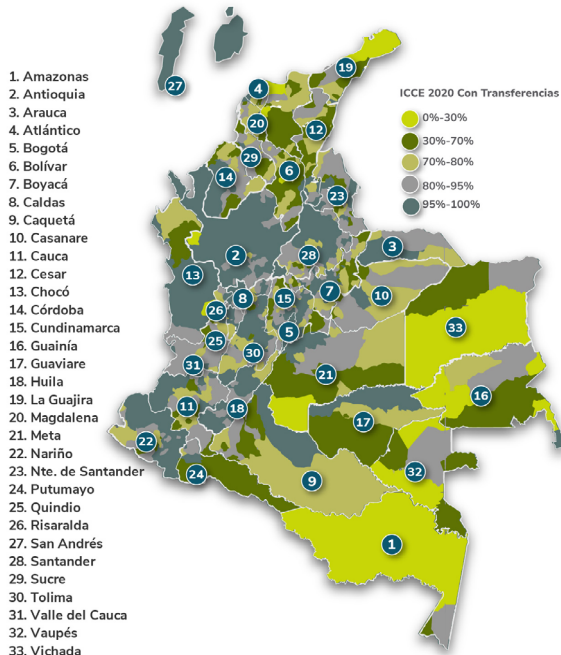 1. Amazonas
2. Antioquia
3. Arauca
4. Atlántico
5. Bogotá
6. Bolívar
7. Boyacá
8. Caldas
9. Caquetá
10. Casanare
11. Cauca
12. Cesar
13. Chocó
14. Córdoba
15. Cundinamarca
16. Guainía
17. Guaviare
18. Huila
19. La Guajira
20. Magdalena
21. Meta
22. Nariño
23. Nte. de Santander
24. Putumayo
25. Quindio
26. Risaralda
27. San Andrés
28. Santander
29. Sucre
30. Tolima
31. Valle del Cauca
32. Vaupés
33. Vichada
ICCE 2020 Con Transferencias
0%-30%
30%-70%
70%-80%
80%-95%
95%-100%
27
19
4
20
12
29
14
6
23
3
2
28
13
8
15
7
10
26
5
33
25
30
31
21
16
11
18
17
22
24
9
32
1